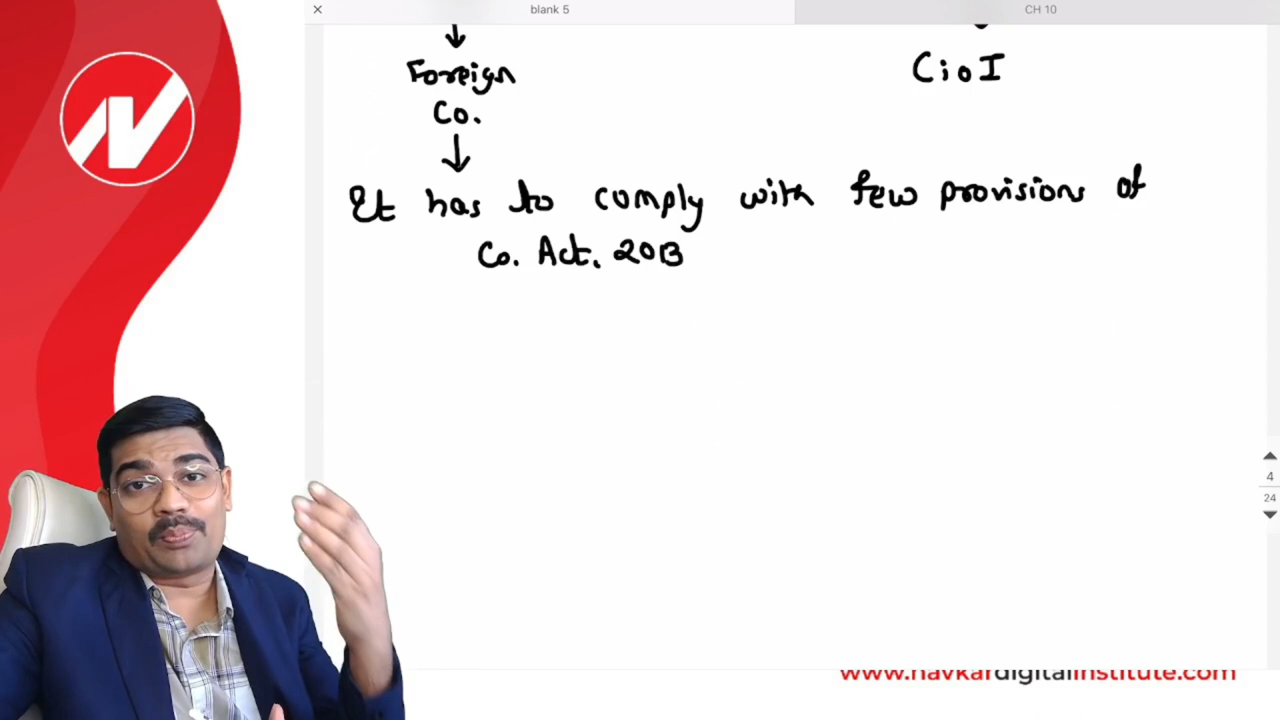 blank 5
CH 10
Foreign
Co.
CioI
It has to comply with few provisions of
Co. Act. 2013
4
24
www.navkardigitalinstitute.com